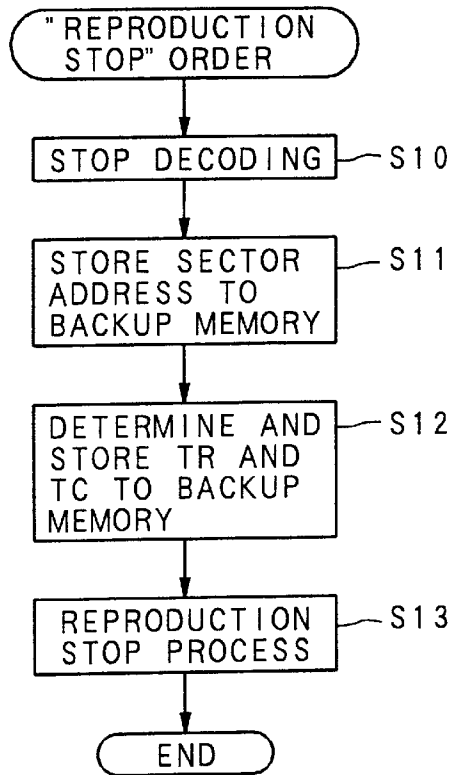 "REPRODUCTION
STOP" ORDER
STOP DECODING
S10
STORE SECTOR
ADDRESS TO
BACKUP MEMORY
S11
DETERMINE AND
STORE TR AND
TC TO BACKUP
MEMORY
S12
REPRODUCTION
STOP PROCESS
S13
END